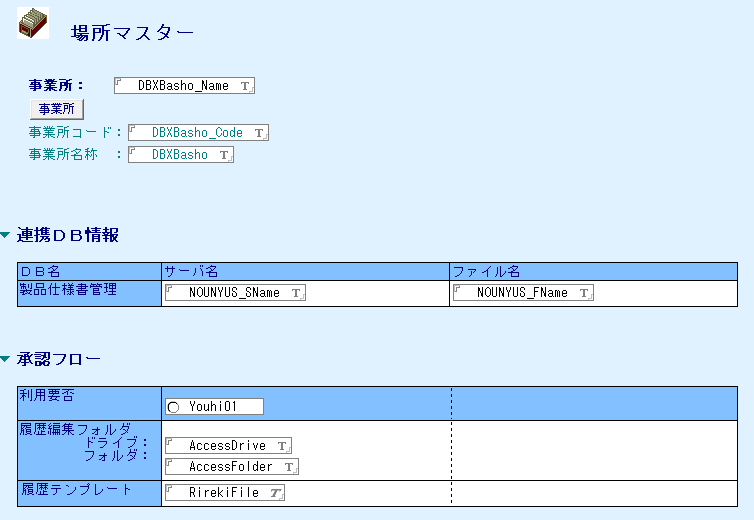 場所マスター
事業所： DBXBasho_Name T
事業所
事業所コード： DBXBasho_Code T
事業所名称 ： DBXBasho T
連携ＤＢ情報
ＤＢ名 サーバ名 ファイル名
製品仕様書管理 NOUNYUS_SName T NOUNYUS_FName T
承認フロー
利用要否 Youhi01
履歴編集フォルダ
ドライブ： AccessDrive T
フォルダ： AccessFolder T
履歴テンプレート RirekiFile T